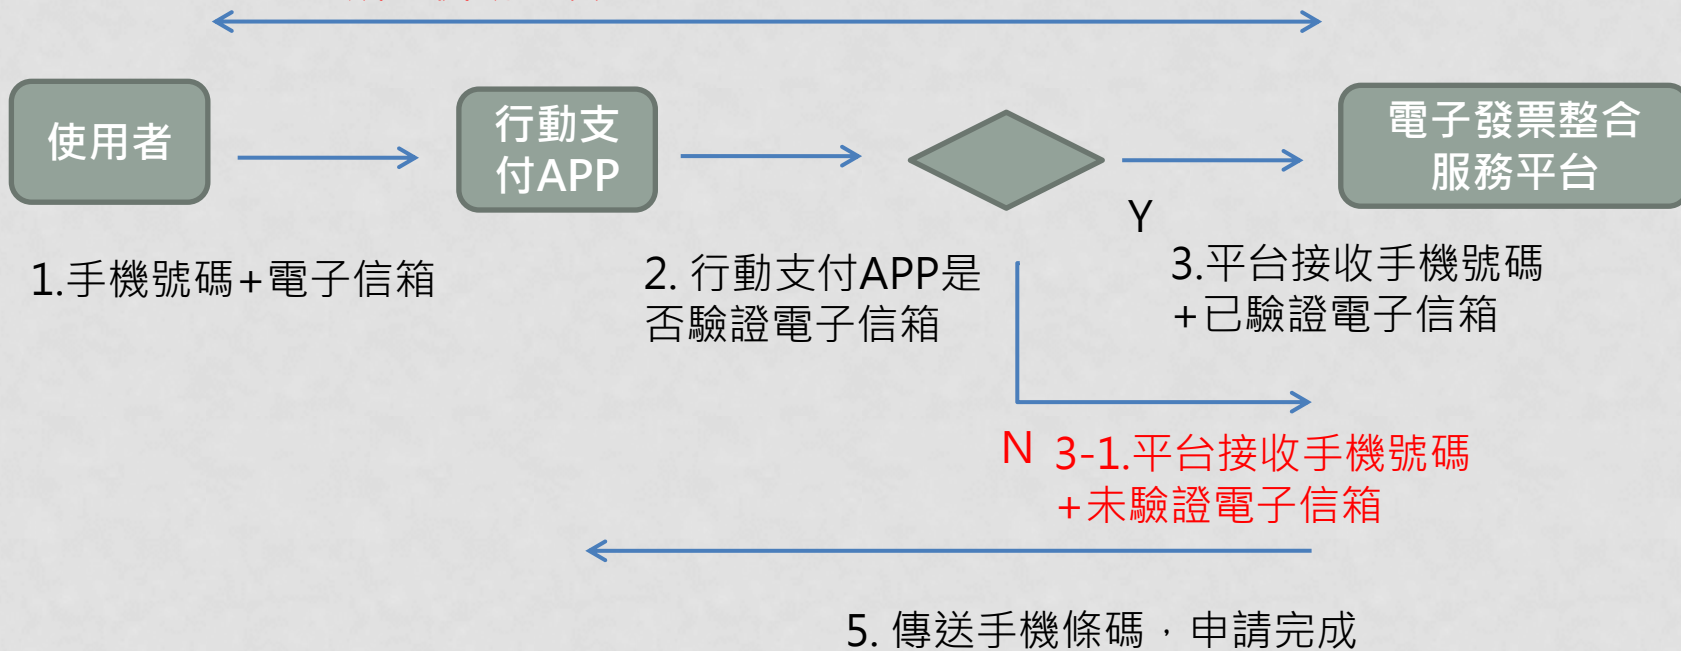 使用者
行動支
付APP
電子發票整合
服務平台
Y
1.手機號碼+電子信箱
2. 行動支付APP是
否驗證電子信箱
3.平台接收手機號碼
+已驗證電子信箱
N
3-1.平台接收手機號碼
+未驗證電子信箱
5. 傳送手機條碼，申請完成